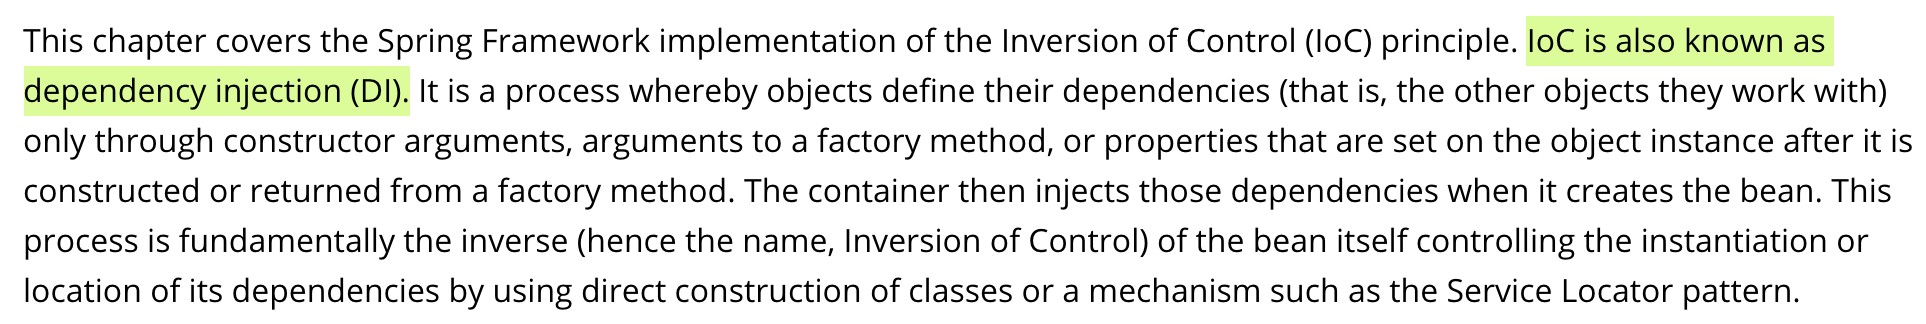 This chapter covers the Spring Framework implementation of the Inversion of Control (IoC) principle. IoC is also known as
dependency injection (DI). It is a process whereby objects define their dependencies (that is, the other objects they work with)
only through constructor arguments, arguments to a factory method, or properties that are set on the object instance after it is
constructed or returned from a factory method. The container then injects those dependencies when it creates the bean. This
process is fundamentally the inverse (hence the name, Inversion of Control) of the bean itself controlling the instantiation or
location of its dependencies by using direct construction of classes or a mechanism such as the Service Locator pattern.